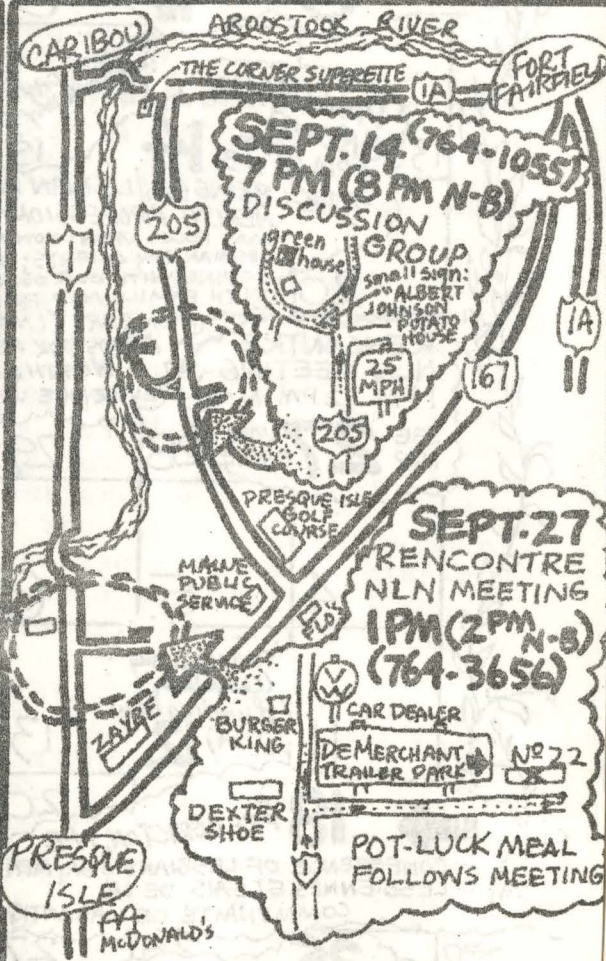 CARIBOU
AROOSTOOK RIVER
THE CORNER SUPERETTE
1A
FORT
FAIRFIELD
1
205
SEPT. 14 (764-1055)
7 PM (8 PM N-B)
DISCUSSION
GROUP
green
house
small sign:
"ALBERT
JOHNSON
POTATO
HOUSE
25
MPH
205
1A
167
PRESQUE ISLE
GOLF
COURSE
MAINE
PUBLIC
SERVICE
SEPT. 27
RENCONTRE
NLN MEETING
1PM (2PM N-B)
(764-3656)
VW
CAR DEALER
BURGER
KING
DEMERCHANT
TRAILER PARK
Nº 22
ZAYRE
DEXTER
SHOE
1
POT-LUCK MEAL
FOLLOWS MEETING
PRESQUE
ISLE
McDONALDS